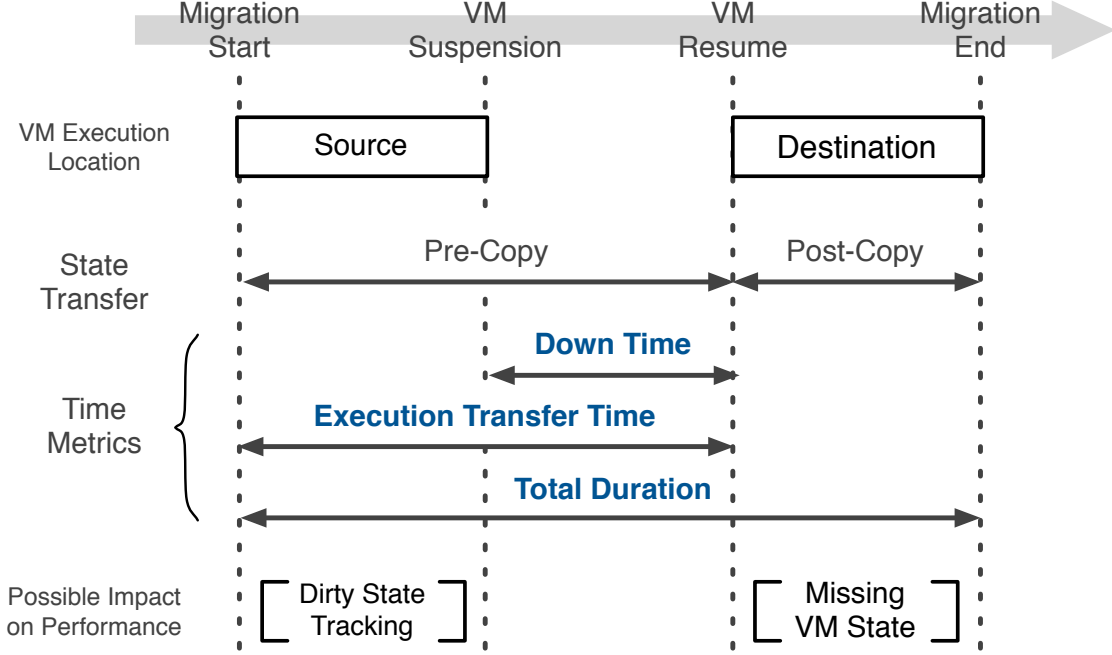 Migration Start
VM Suspension
VM Resume
Migration End
VM Execution
Location
Source
Destination
State
Transfer
Pre-Copy
Post-Copy
Time
Metrics
Down Time
Execution Transfer Time
Total Duration
Possible Impact
on Performance
Dirty State
Tracking
Missing
VM State